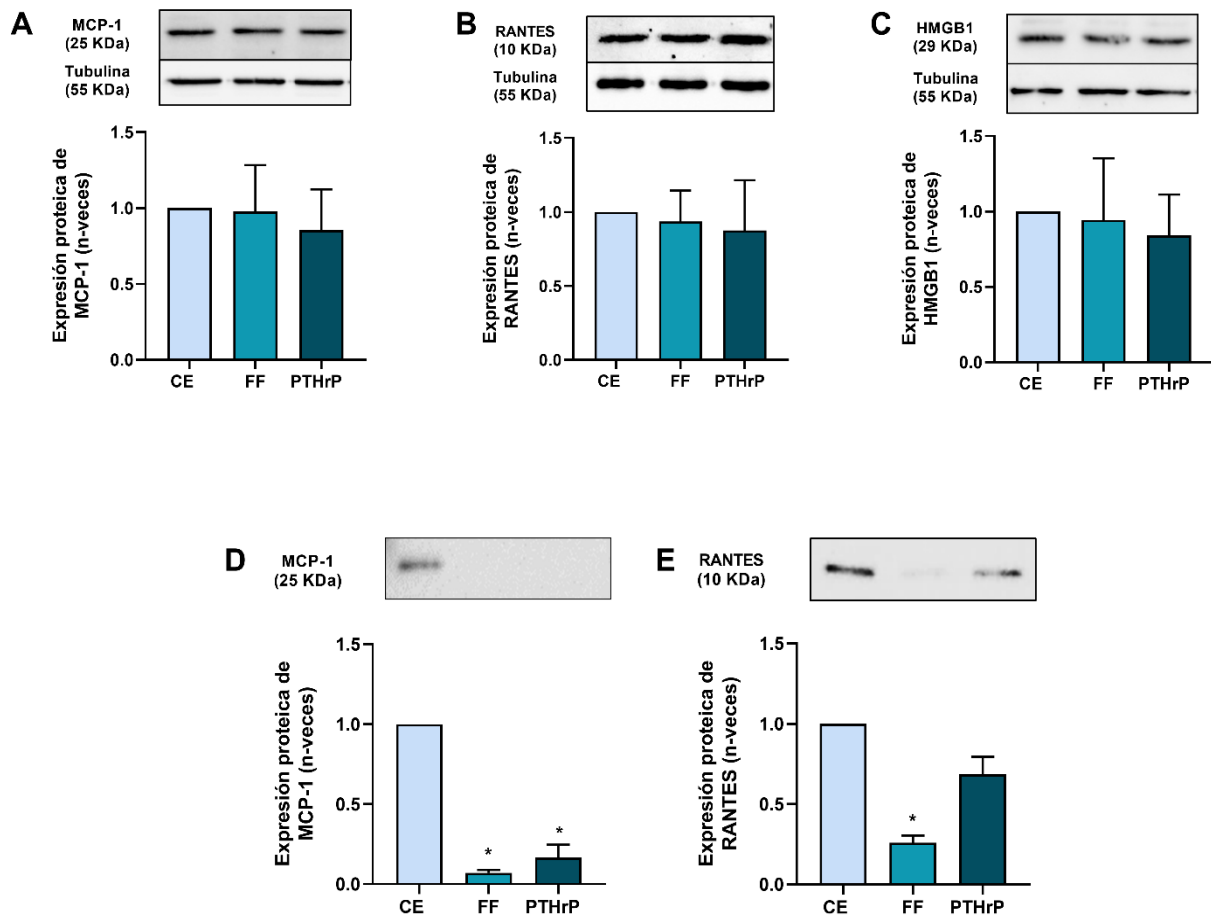 A
MCP-1
(25 KDa)
Tubulina
(55 KDa)
Expresión proteica de
MCP-1 (n-veces)
1.5
1.0
0.5
0.0
CE FF PTHrP
B
RANTES
(10 KDa)
Tubulina
(55 KDa)
Expresión proteica de
RANTES (n-veces)
1.5
1.0
0.5
0.0
CE FF PTHrP
C
HMGB1
(29 KDa)
Tubulina
(55 KDa)
Expresión proteica de
HMGB1 (n-veces)
1.5
1.0
0.5
0.0
CE FF PTHrP
D
MCP-1
(25 KDa)
Expresión proteica de
MCP-1 (n-veces)
1.5
1.0
0.5
0.0
* *
CE FF PTHrP
E
RANTES
(10 KDa)
Expresión proteica de
RANTES (n-veces)
1.5
1.0
0.5
0.0
*
CE FF PTHrP